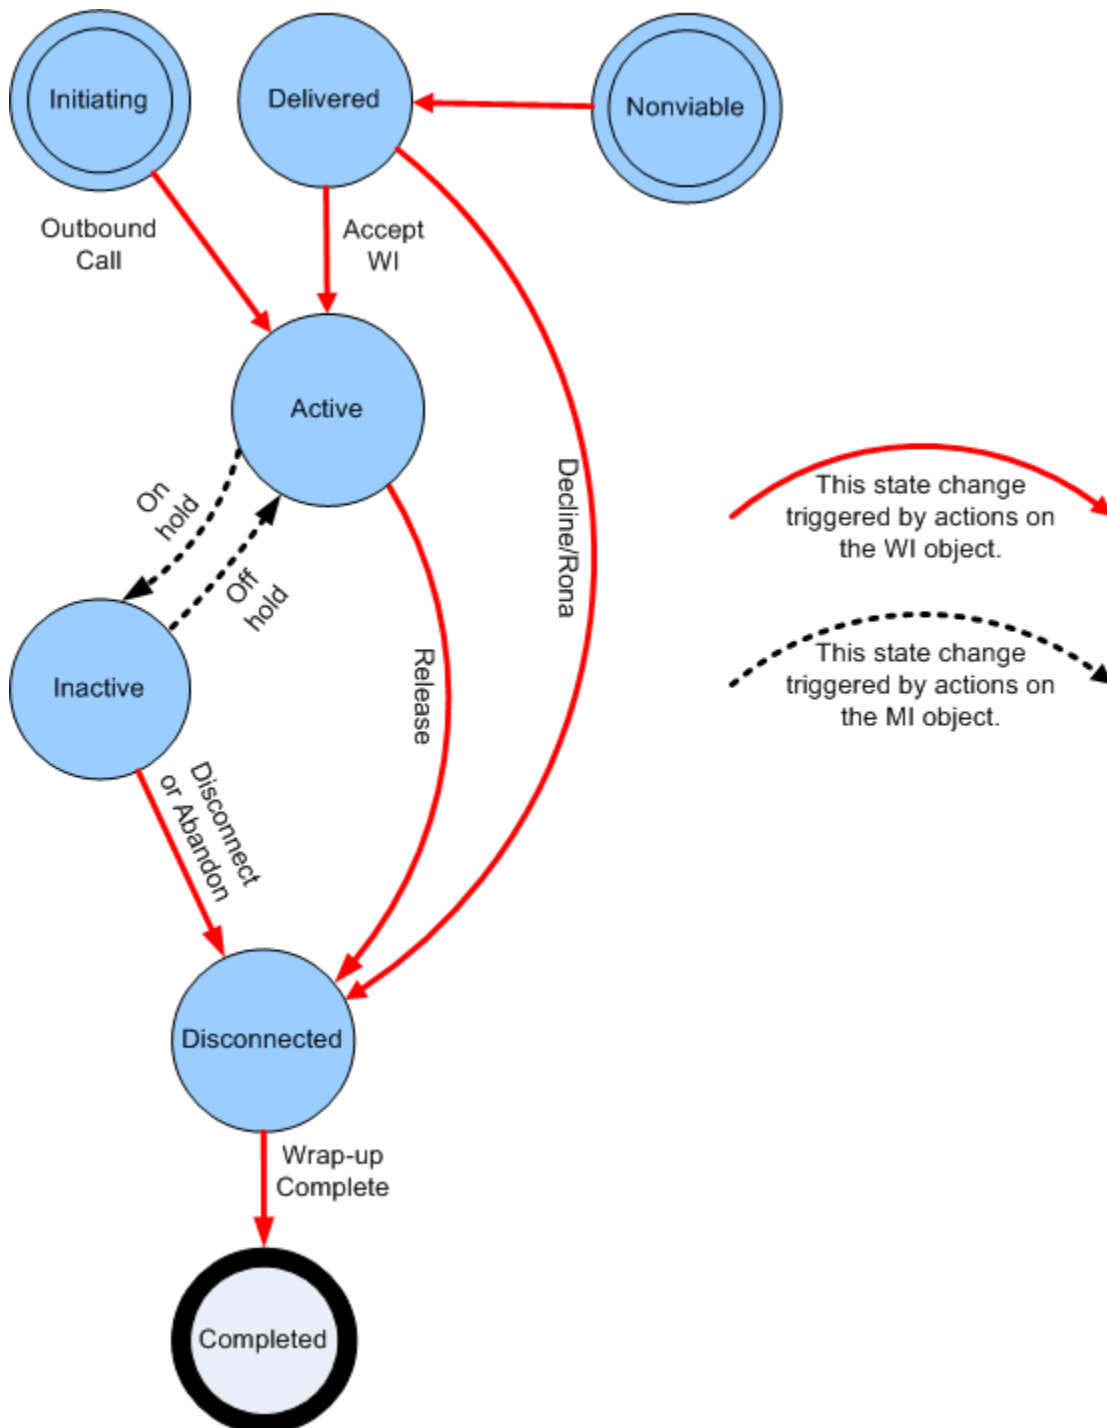 Initiating
Delivered
Nonviable
Outbound
Call
Accept
WI
Active
On
hold
Off
hold
Decline/Rona
This state change
triggered by actions on
the WI object.
Release
This state change
triggered by actions on
the MI object.
Inactive
Disconnect
or Abandon
Disconnected
Wrap-up
Complete
Completed